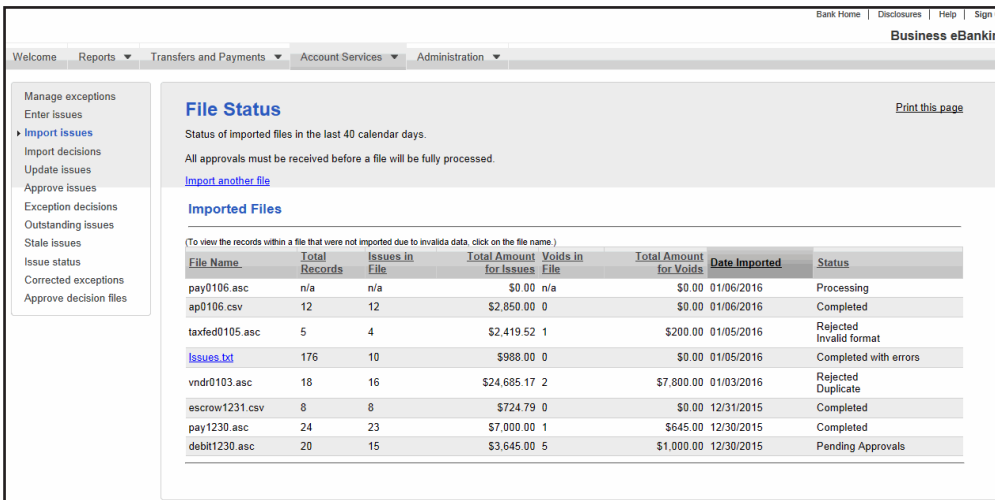 Bank Home | Disclosures | Help | Sign
Business eBankin
Welcome Reports Transfers and Payments Account Services Administration
Manage exceptions
Enter issues
Import issues
Import decisions
Update issues
Approve issues
Exception decisions
Outstanding issues
Stale issues
Issue status
Corrected exceptions
Approve decision files
File Status
Print this page
Status of imported files in the last 40 calendar days.
All approvals must be received before a file will be fully processed.
Import another file
Imported Files
(To view the records within a file that were not imported due to invalida data, click on the file name.)
File Name Total Records Issues in File Total Amount for Issues Voids in File Total Amount for Voids Date Imported Status
pay0106.asc n/a n/a $0.00 n/a $0.00 01/06/2016 Processing
ap0106.csv 12 12 $2,850.00 0 $0.00 01/06/2016 Completed
taxfed0105.asc 5 4 $2,419.52 1 $200.00 01/05/2016 Rejected Invalid format
Issues.txt 176 10 $988.00 0 $0.00 01/05/2016 Completed with errors
vndr0103.asc 18 16 $24,685.17 2 $7,800.00 01/03/2016 Rejected Duplicate
escrow1231.csv 8 8 $724.79 0 $0.00 12/31/2015 Completed
pay1230.asc 24 23 $7,000.00 1 $645.00 12/30/2015 Completed
debit1230.asc 20 15 $3,645.00 5 $1,000.00 12/30/2015 Pending Approvals